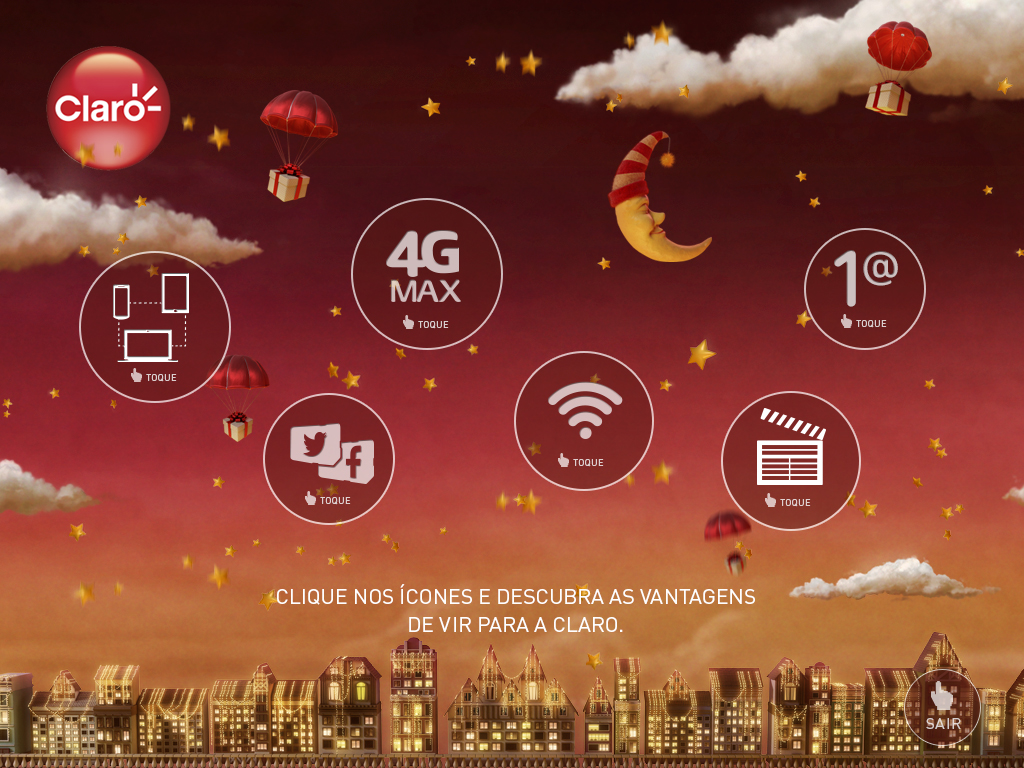 Claro
4G
MAX
TOQUE
1@
TOQUE
TOQUE
TOQUE
TOQUE
TOQUE
CLIQUE NOS ÍCONES E DESCUBRA AS VANTAGENS
DE VIR PARA A CLARO.
SAIR